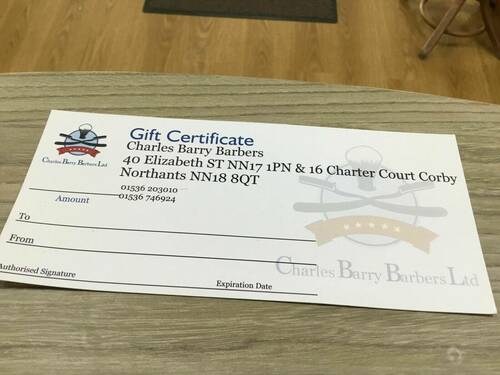 Gift Certificate
Charles Barry Barbers
40 Elizabeth ST NN17 1PN & 16 Charter Court Corby
Northants NN18 8QT
01536 203010
01536 746924
Charles Barry Barbers Ltd
Amount
To
From
Authorised Signature
Expiration Date
Charles Barry Barbers Ltd